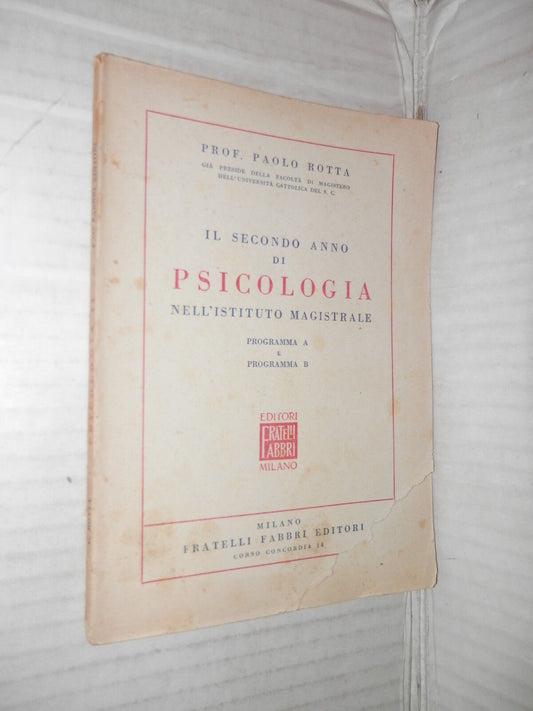 PROF. PAOLO ROTTA
GIÀ PRESIDE DELLA FACOLTÀ DI MAGISTERO
DELL'UNIVERSITÀ CATTOLICA DEL S. C.
IL SECONDO ANNO
DI
PSICOLOGIA
NELL'ISTITUTO MAGISTRALE
PROGRAMMA A
E
PROGRAMMA B
EDITORI
FRATELLI
FABBRI
MILANO
MILANO
FRATELLI FABBRI EDITORI
CORSO CONCORDIA 14